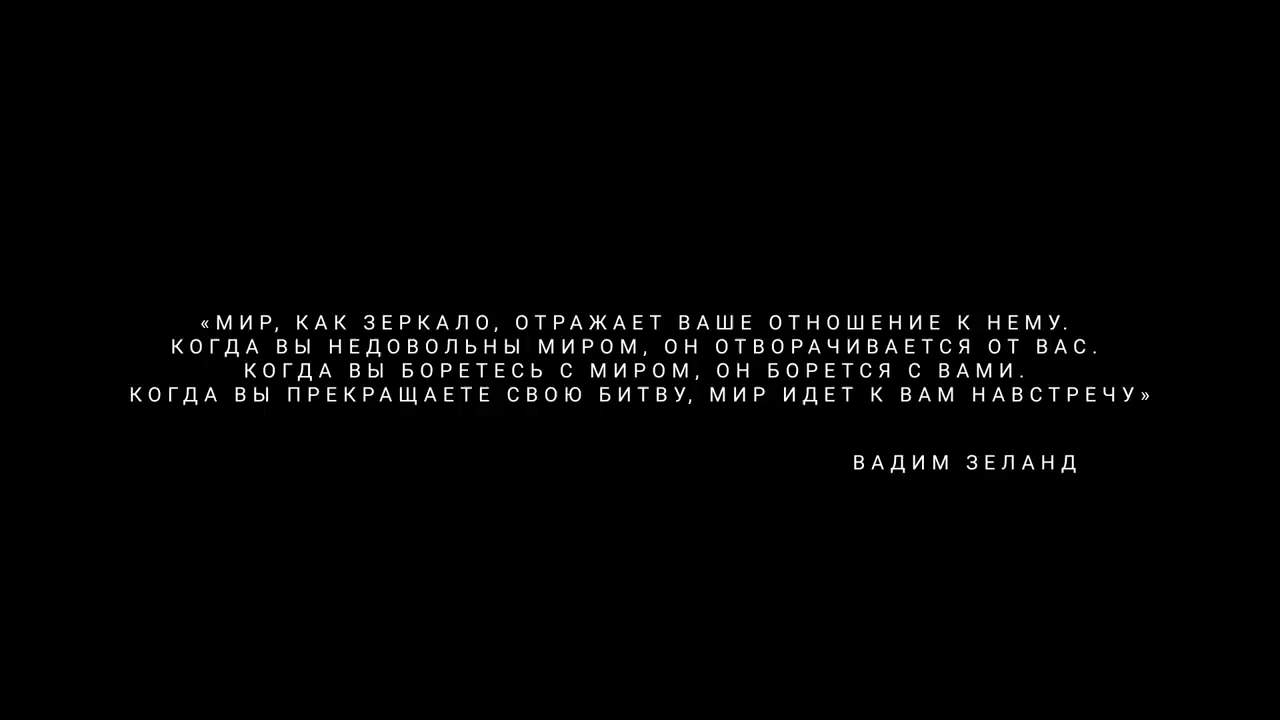 «МИР, КАК ЗЕРКАЛО, ОТРАЖАЕТ ВАШЕ ОТНОШЕНИЕ К НЕМУ.
КОГДА ВЫ НЕДОВОЛЬНЫ МИРОМ, ОН ОТВОРАЧИВАЕТСЯ ОТ ВАС.
КОГДА ВЫ БОРЕТЕСЬ С МИРОМ, ОН БОРЕТСЯ С ВАМИ.
КОГДА ВЫ ПРЕКРАЩАЕТЕ СВОЮ БИТВУ, МИР ИДЕТ К ВАМ НАВСТРЕЧУ»
ВАДИМ ЗЕЛАНД